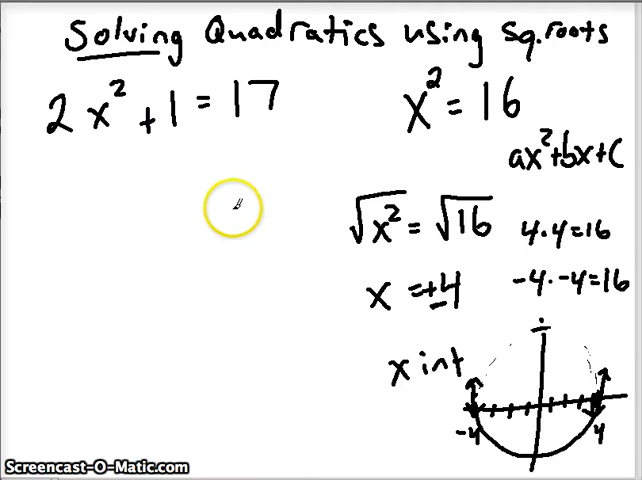 Solving Quadratics using Sq.roots
2x² + 1 = 17
x² = 16
ax²+bx+c
√x² = √16
4·4=16
x = ±4
-4·-4=16
x int
-4
4
Screencast-O-Matic.com